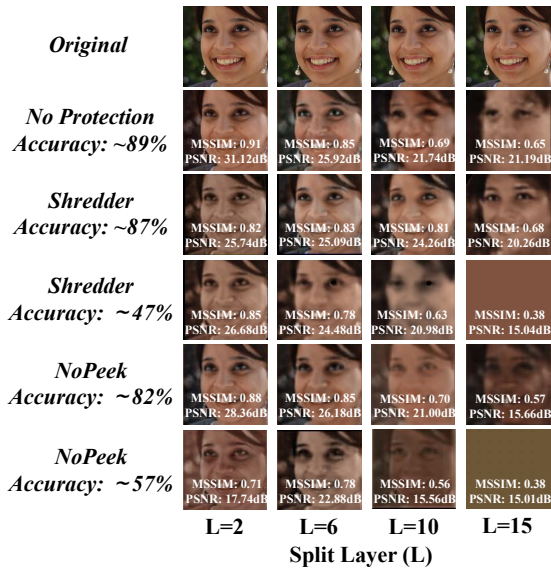 Original
No Protection
Accuracy: ~89%
MSSIM: 0.91
PSNR: 31.12dB
MSSIM: 0.85
PSNR: 25.92dB
MSSIM: 0.69
PSNR: 21.74dB
MSSIM: 0.65
PSNR: 21.19dB
Shredder
Accuracy: ~87%
MSSIM: 0.82
PSNR: 25.74dB
MSSIM: 0.83
PSNR: 25.09dB
MSSIM: 0.81
PSNR: 24.26dB
MSSIM: 0.68
PSNR: 20.26dB
Shredder
Accuracy: ~47%
MSSIM: 0.85
PSNR: 26.68dB
MSSIM: 0.78
PSNR: 24.48dB
MSSIM: 0.63
PSNR: 20.98dB
MSSIM: 0.38
PSNR: 15.04dB
NoPeek
Accuracy: ~82%
MSSIM: 0.88
PSNR: 28.36dB
MSSIM: 0.85
PSNR: 26.18dB
MSSIM: 0.70
PSNR: 21.00dB
MSSIM: 0.57
PSNR: 15.66dB
NoPeek
Accuracy: ~57%
MSSIM: 0.71
PSNR: 17.74dB
MSSIM: 0.78
PSNR: 22.88dB
MSSIM: 0.56
PSNR: 15.56dB
MSSIM: 0.38
PSNR: 15.01dB
L=2 L=6 L=10 L=15
Split Layer (L)